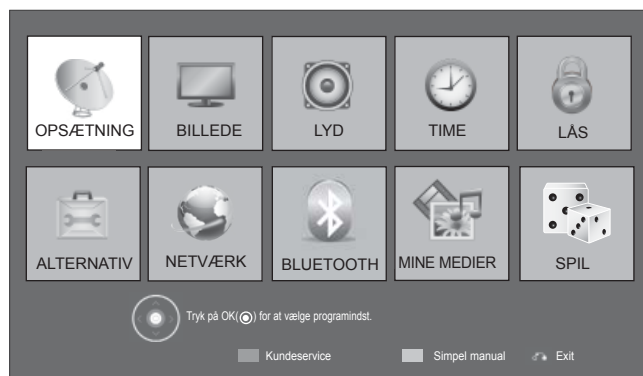 OPSÆTNING BILLEDE LYD TIME LÅS
ALTERNATIV NETVÆRK BLUETOOTH MINE MEDIER SPIL
Tryk på OK(◉) for at vælge programindst.
Kundeservice Simpel manual Exit